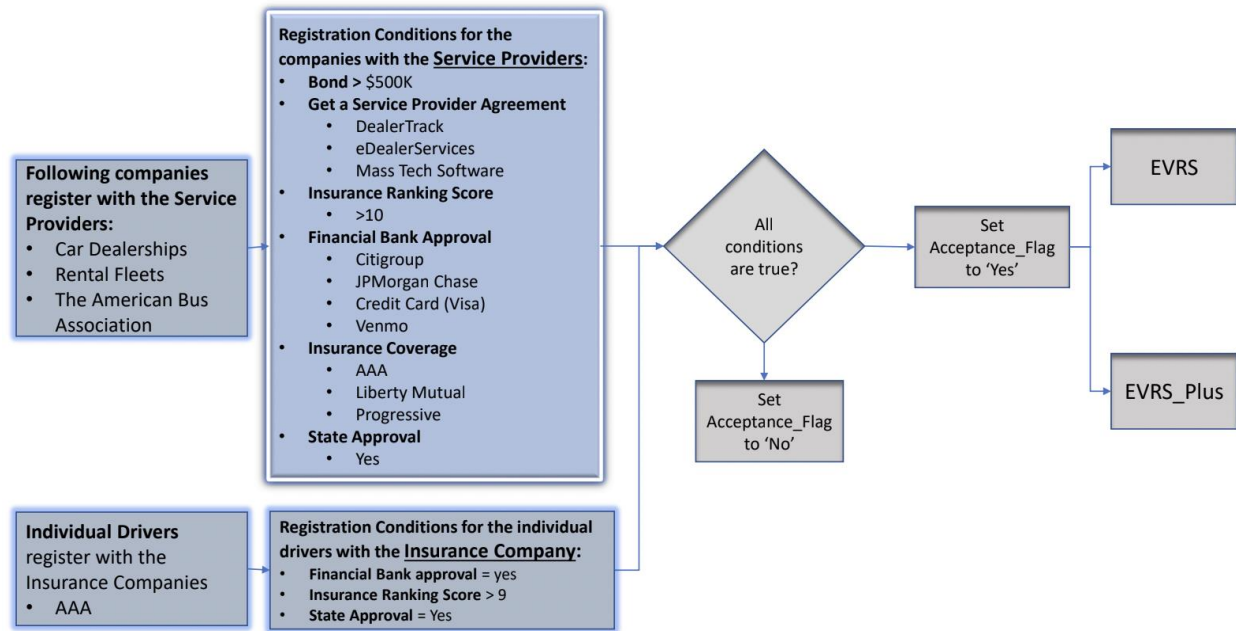 Following companies
register with the Service
Providers:
• Car Dealerships
• Rental Fleets
• The American Bus
Association
Registration Conditions for the
companies with the Service Providers:
• Bond > $500K
• Get a Service Provider Agreement
• DealerTrack
• eDealerServices
• Mass Tech Software
• Insurance Ranking Score
• >10
• Financial Bank Approval
• Citigroup
• JPMorgan Chase
• Credit Card (Visa)
• Venmo
• Insurance Coverage
• AAA
• Liberty Mutual
• Progressive
• State Approval
• Yes
Individual Drivers
register with the
Insurance Companies
• AAA
Registration Conditions for the individual
drivers with the Insurance Company:
• Financial Bank approval = yes
• Insurance Ranking Score > 9
• State Approval = Yes
All
conditions
are true?
Set
Acceptance_Flag
to ‘No’
Set
Acceptance_Flag
to ‘Yes’
EVRS
EVRS_Plus